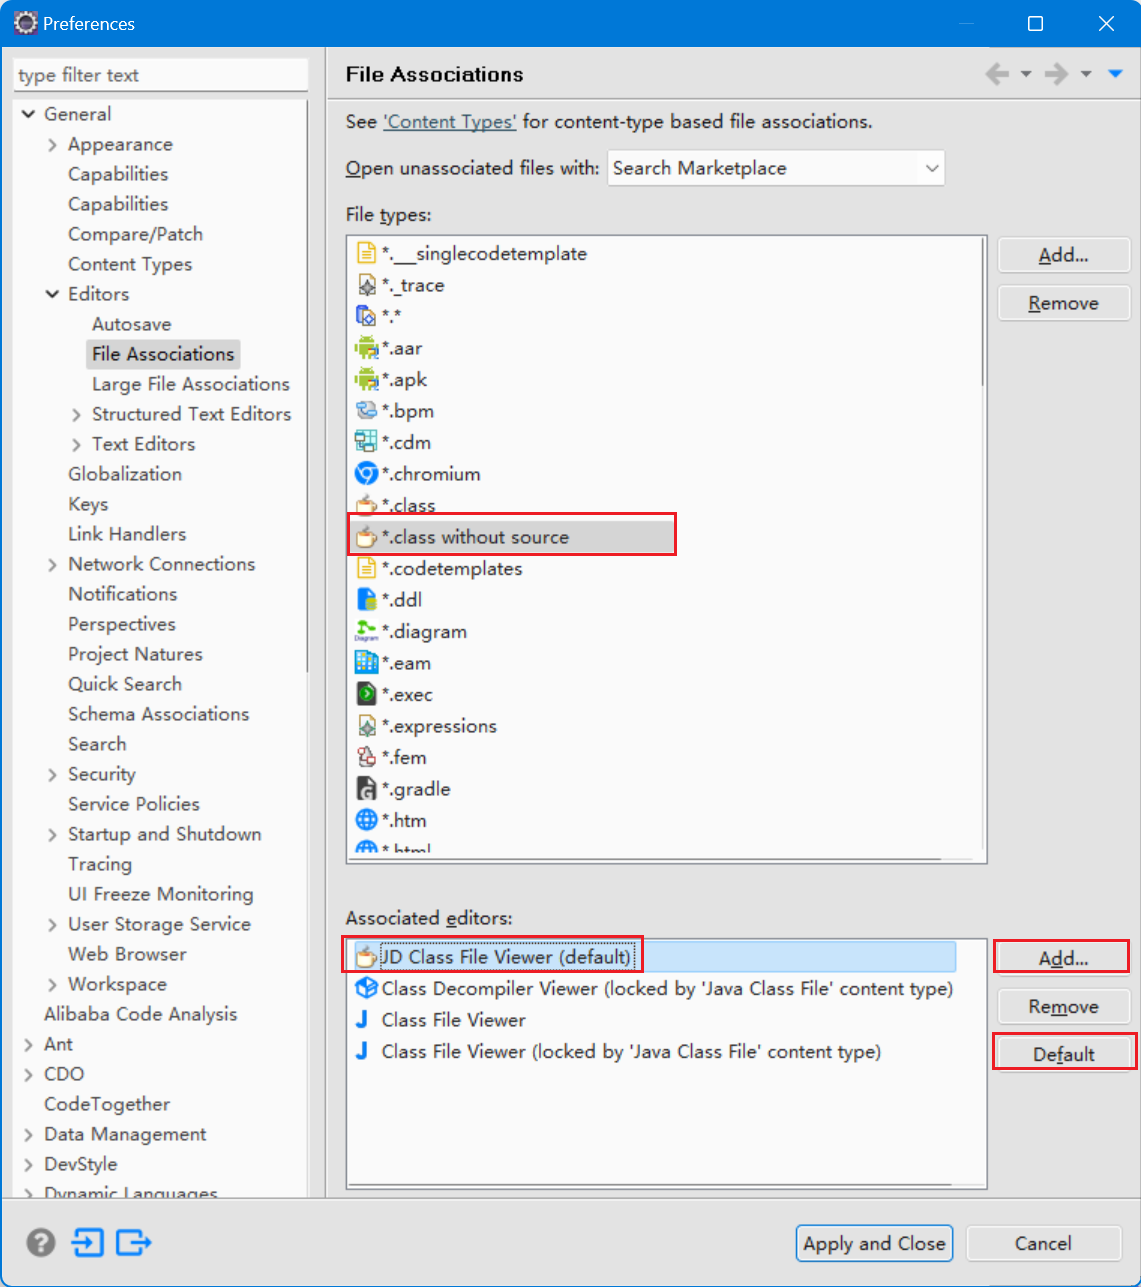 Preferences
type filter text
General
Appearance
Capabilities
Capabilities
Compare/Patch
Content Types
Editors
Autosave
File Associations
Large File Associations
Structured Text Editors
Text Editors
Globalization
Keys
Link Handlers
Network Connections
Notifications
Perspectives
Project Natures
Quick Search
Schema Associations
Search
Security
Service Policies
Startup and Shutdown
Tracing
UI Freeze Monitoring
User Storage Service
Web Browser
Workspace
Alibaba Code Analysis
Ant
CDO
CodeTogether
Data Management
DevStyle
Dynamic Languages
File Associations
See 'Content Types' for content-type based file associations.
Open unassociated files with: Search Marketplace
File types:
*.__singlecodetemplate
*._trace
*.*
*.aar
*.apk
*.bpm
*.cdm
*.chromium
*.class
*.class without source
*.codetemplates
*.ddl
*.diagram
*.eam
*.exec
*.expressions
*.fem
*.gradle
*.htm
*.html
Add...
Remove
Associated editors:
JD Class File Viewer (default)
Class Decompiler Viewer (locked by 'Java Class File' content type)
Class File Viewer
Class File Viewer (locked by 'Java Class File' content type)
Add...
Remove
Default
Apply and Close
Cancel